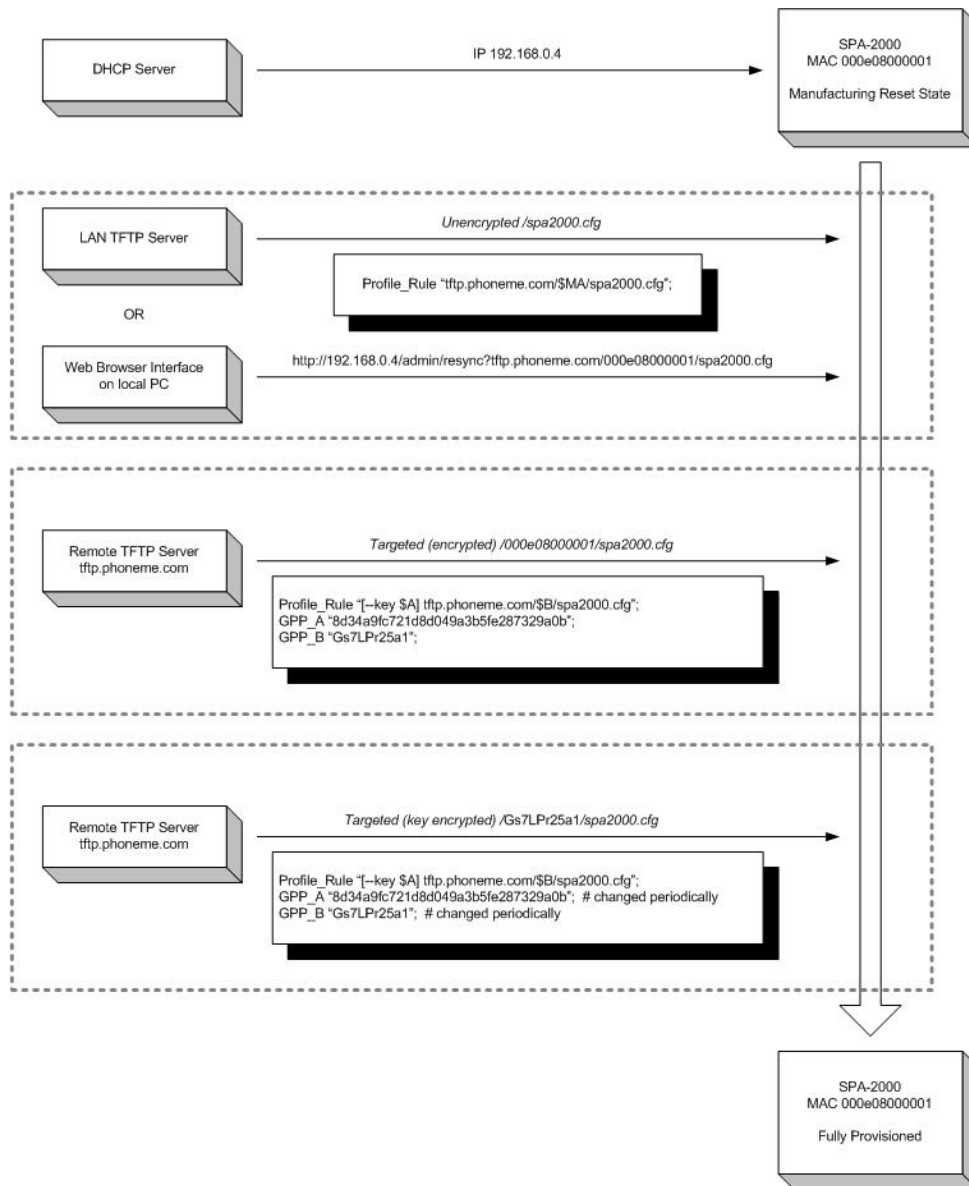 DHCP Server
IP 192.168.0.4
SPA-2000
MAC 000e08000001
Manufacturing Reset State
LAN TFTP Server
Unencrypted /spa2000.cfg
Profile_Rule “tftp.phoneme.com/$MA/spa2000.cfg”;
OR
Web Browser Interface
on local PC
http://192.168.0.4/admin/resync?tftp.phoneme.com/000e08000001/spa2000.cfg
Remote TFTP Server
tftp.phoneme.com
Targeted (encrypted) /000e08000001/spa2000.cfg
Profile_Rule “[--key $A] tftp.phoneme.com/$B/spa2000.cfg”;
GPP_A “8d34a9fc721d8d049a3b5fe287329a0b”;
GPP_B “Gs7LPr25a1”;
Remote TFTP Server
tftp.phoneme.com
Targeted (key encrypted) /Gs7LPr25a1/spa2000.cfg
Profile_Rule “[--key $A] tftp.phoneme.com/$B/spa2000.cfg”;
GPP_A “8d34a9fc721d8d049a3b5fe287329a0b”; # changed periodically
GPP_B “Gs7LPr25a1”; # changed periodically
SPA-2000
MAC 000e08000001
Fully Provisioned